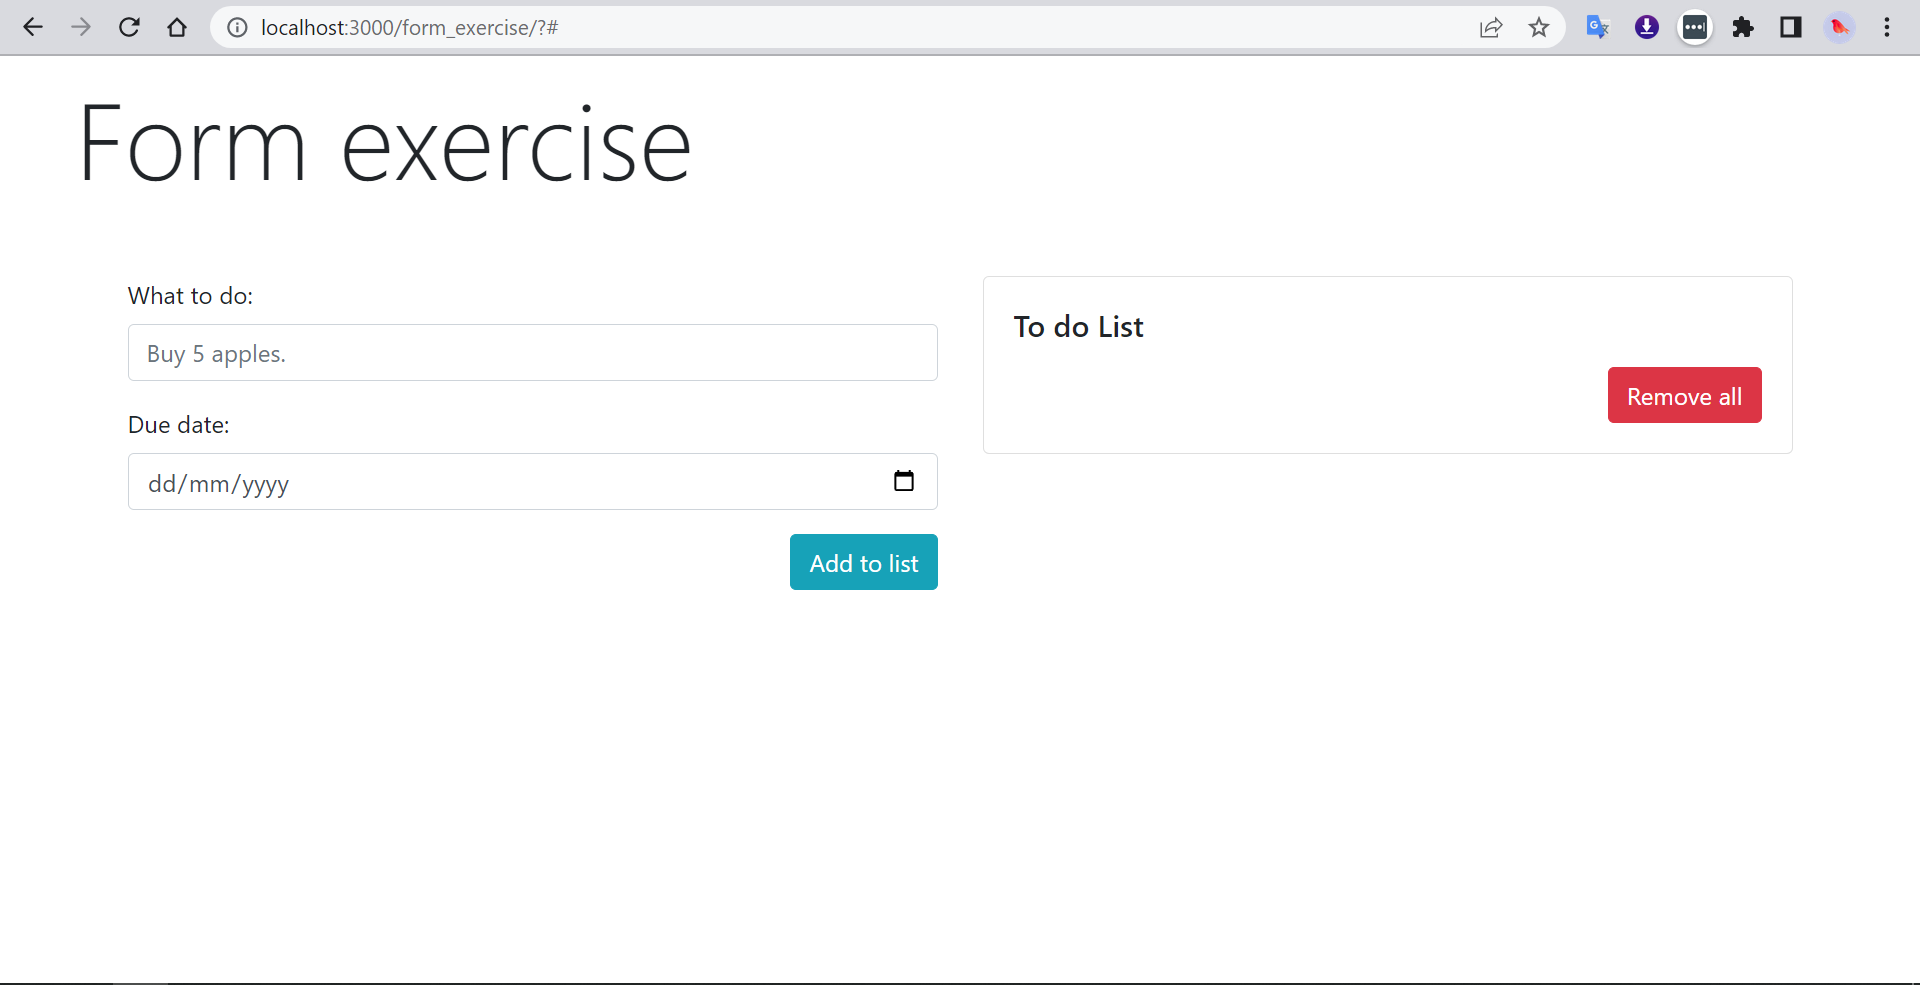 localhost:3000/form_exercise/?#
Form exercise
What to do:
Buy 5 apples.
Due date:
dd/mm/yyyy
Add to list
To do List
Remove all